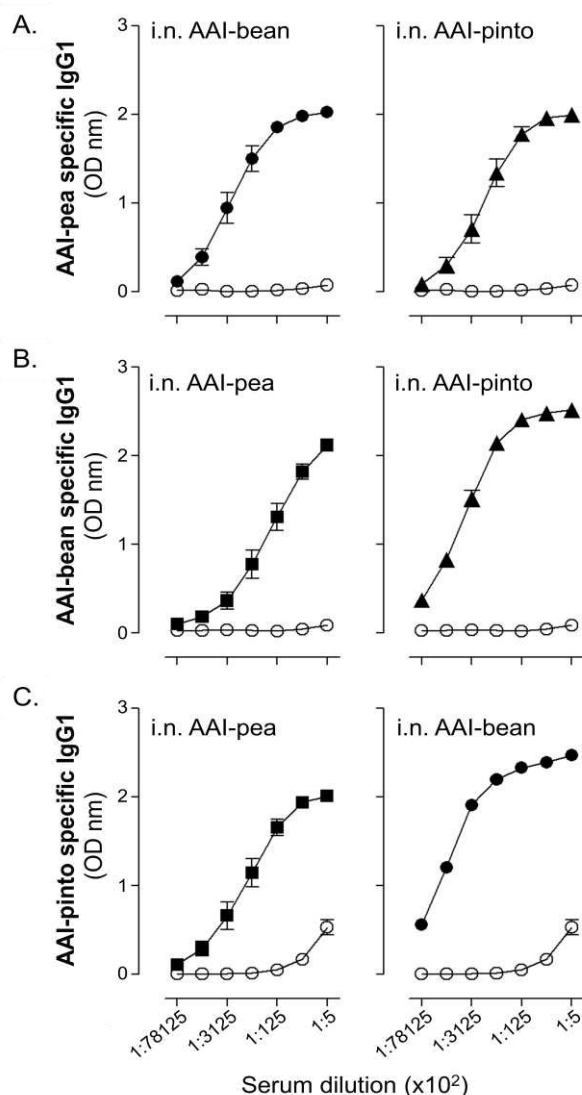 A.
i.n. AAI-bean
i.n. AAI-pinto
AAI-pea specific IgG1
(OD nm)
3
2
1
0
B.
i.n. AAI-pea
i.n. AAI-pinto
AAI-bean specific IgG1
(OD nm)
3
2
1
0
C.
i.n. AAI-pea
i.n. AAI-bean
AAI-pinto specific IgG1
(OD nm)
3
2
1
0
1:78125
1:3125
1:125
1:5
1:78125
1:3125
1:125
1:5
Serum dilution (x10²)